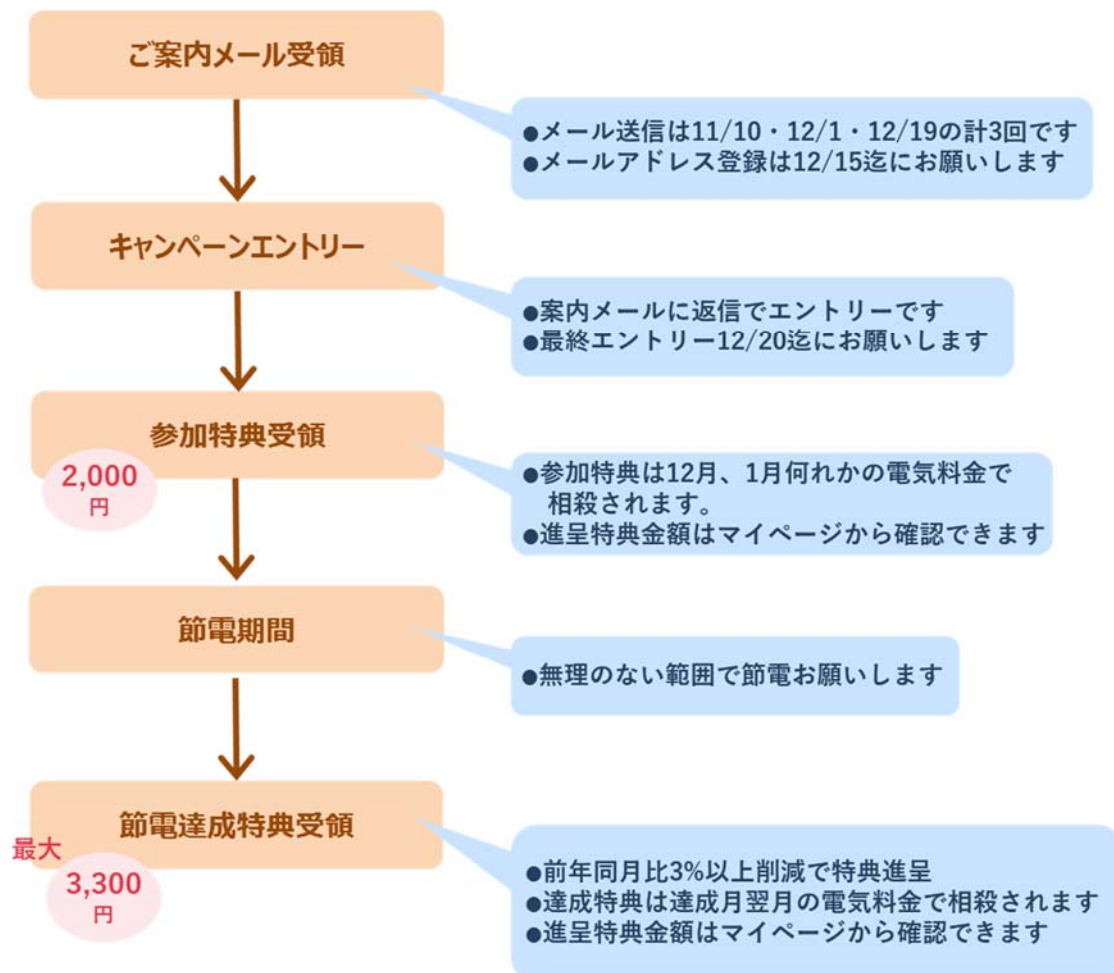 ご案内メール受領
●メール送信は11/10・12/1・12/19の計3回です
●メールアドレス登録は12/15迄にお願いします
キャンペーンエントリー
●案内メールに返信でエントリーです
●最終エントリー12/20迄にお願いします
参加特典受領
2,000
円
●参加特典は12月、1月何れかの電気料金で
相殺されます。
●進呈特典金額はマイページから確認できます
節電期間
●無理のない範囲で節電お願いします
節電達成特典受領
最大
3,300
円
●前年同月比3%以上削減で特典進呈
●達成特典は達成月翌月の電気料金で相殺されます
●進呈特典金額はマイページから確認できます